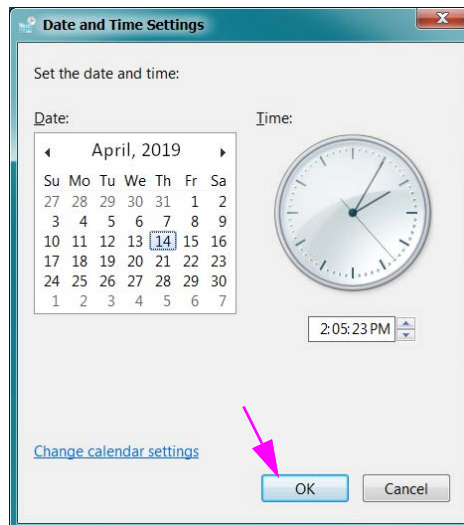 Date and Time Settings
Set the date and time:
Date:
Time:
April, 2019
Su Mo Tu We Th Fr Sa
27 28 29 30 31 1 2
3 4 5 6 7 8 9
10 11 12 13 14 15 16
17 18 19 20 21 22 23
24 25 26 27 28 29 30
1 2 3 4 5 6 7
2:05:23 PM
Change calendar settings
OK
Cancel